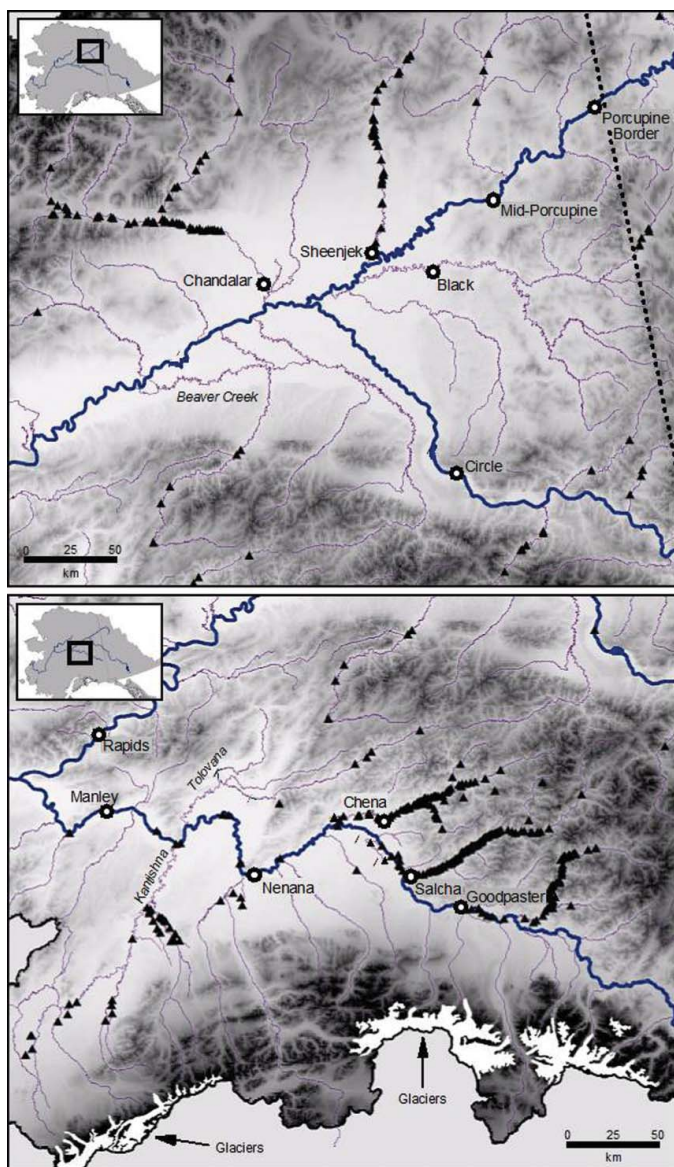 Porcupine
Border
Mid-Porcupine
Sheenjek
Chandalar
Black
Beaver Creek
Circle
0 25 50
km
Rapids
Tolovana
Manley
Chena
Kantishna
Nenana
Salcha
Goodpaster
Glaciers
Glaciers
0 25 50
km